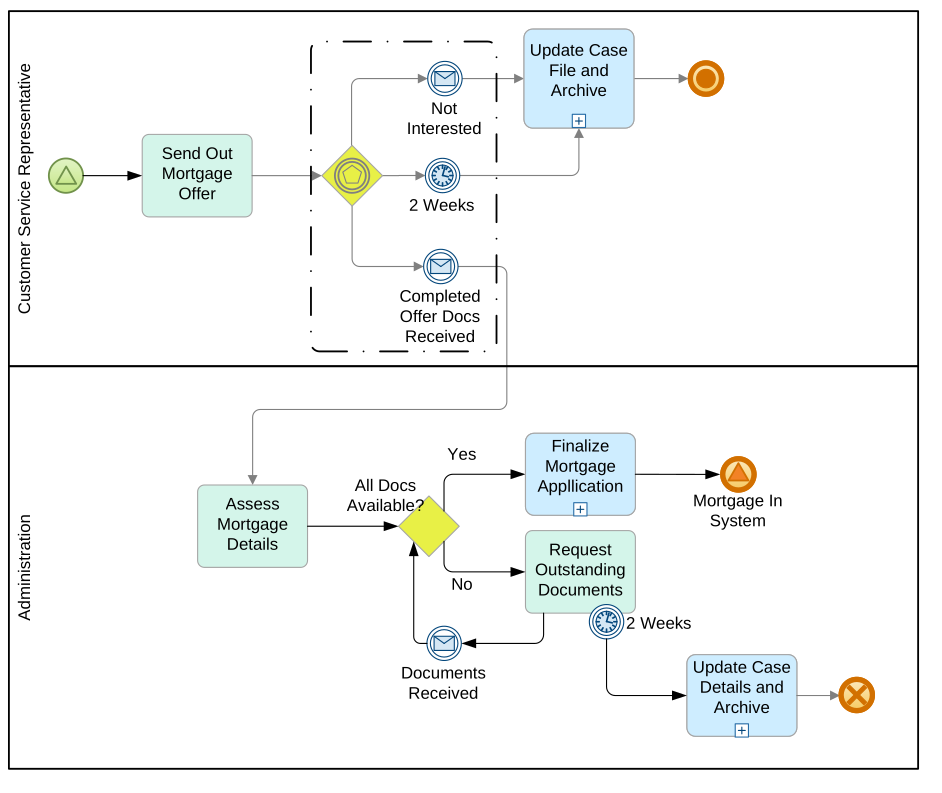 Customer Service Representative
Send Out
Mortgage
Offer
Not
Interested
2 Weeks
Completed
Offer Docs
Received
Update Case
File and
Archive
Administration
Assess
Mortgage
Details
All Docs
Available?
Yes
No
Finalize
Mortgage
Appllication
Mortgage In
System
Request
Outstanding
Documents
2 Weeks
Documents
Received
Update Case
Details and
Archive